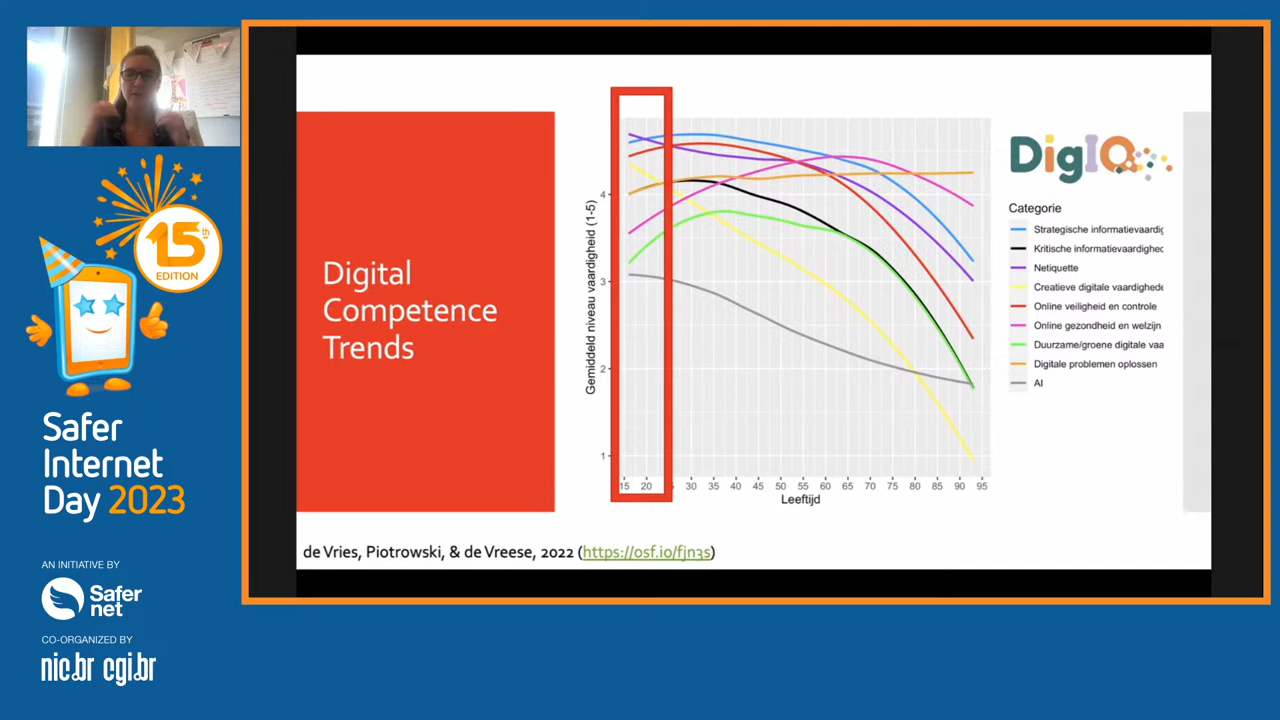 15th
EDITION
Safer
Internet
Day 2023
AN INITIATIVE BY
Safer
net
CO-ORGANIZED BY
nic.br cgi.br
Digital
Competence
Trends
Gemiddeld niveau vaardigheid (1-5)
4
3
2
1
15 20 30 35 40 45 50 55 60 65 70 75 80 85 90 95
Leeftijd
DigIQ
Categorie
Strategische informatievaardig
Kritische informatievaardighed
Netiquette
Creatieve digitale vaardighede
Online veiligheid en controle
Online gezondheid en welzijn
Duurzame/groene digitale vaa
Digitale problemen oplossen
AI
de Vries, Piotrowski, & de Vreese, 2022 (https://osf.io/fjn3s)